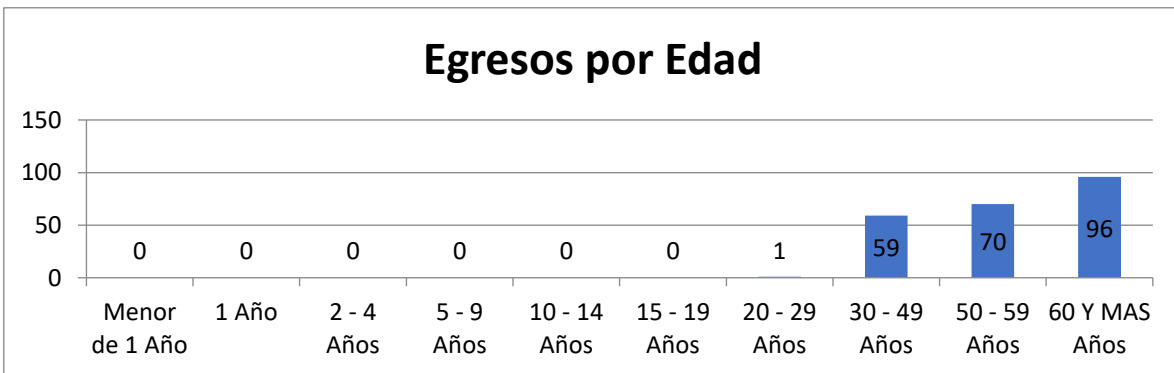 Egresos por Edad
150
100
50
0
0 0 0 0 0 0 1 59 70 96
Menor 1 Año 2 - 4 5 - 9 10 - 14 15 - 19 20 - 29 30 - 49 50 - 59 60 Y MAS
de 1 Año Años Años Años Años Años Años Años Años